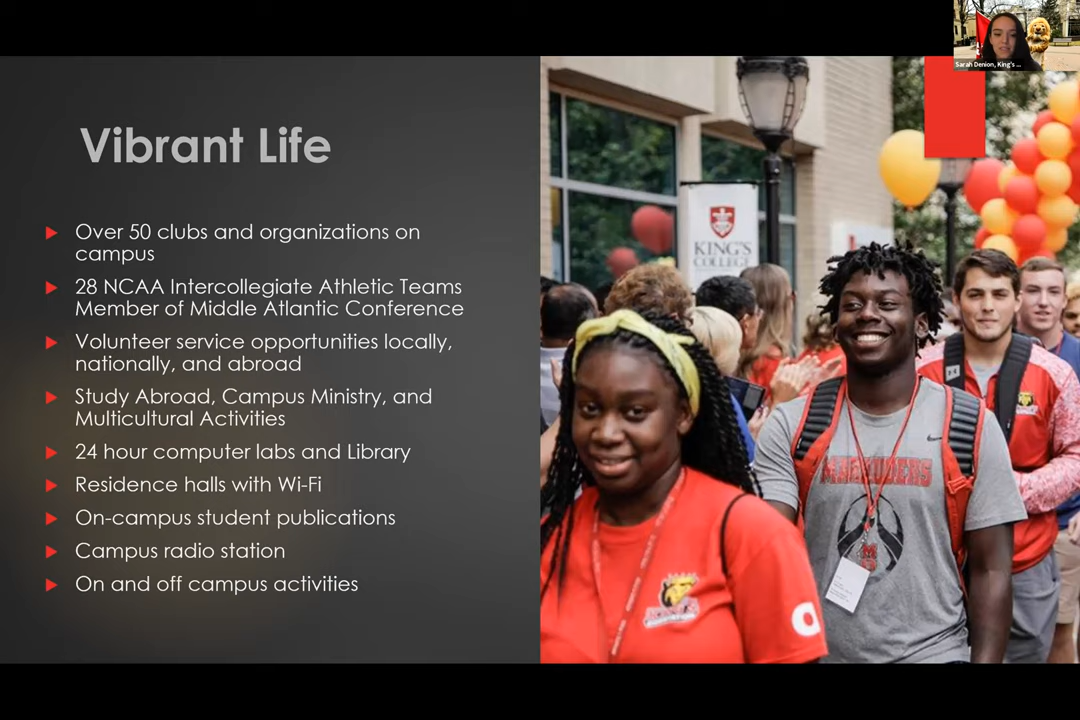 Sarah Denion, King's ...
Vibrant Life
Over 50 clubs and organizations on
campus
28 NCAA Intercollegiate Athletic Teams
Member of Middle Atlantic Conference
Volunteer service opportunities locally,
nationally, and abroad
Study Abroad, Campus Ministry, and
Multicultural Activities
24 hour computer labs and Library
Residence halls with Wi-Fi
On-campus student publications
Campus radio station
On and off campus activities
KING'S
COLLEGE
MARAUDERS